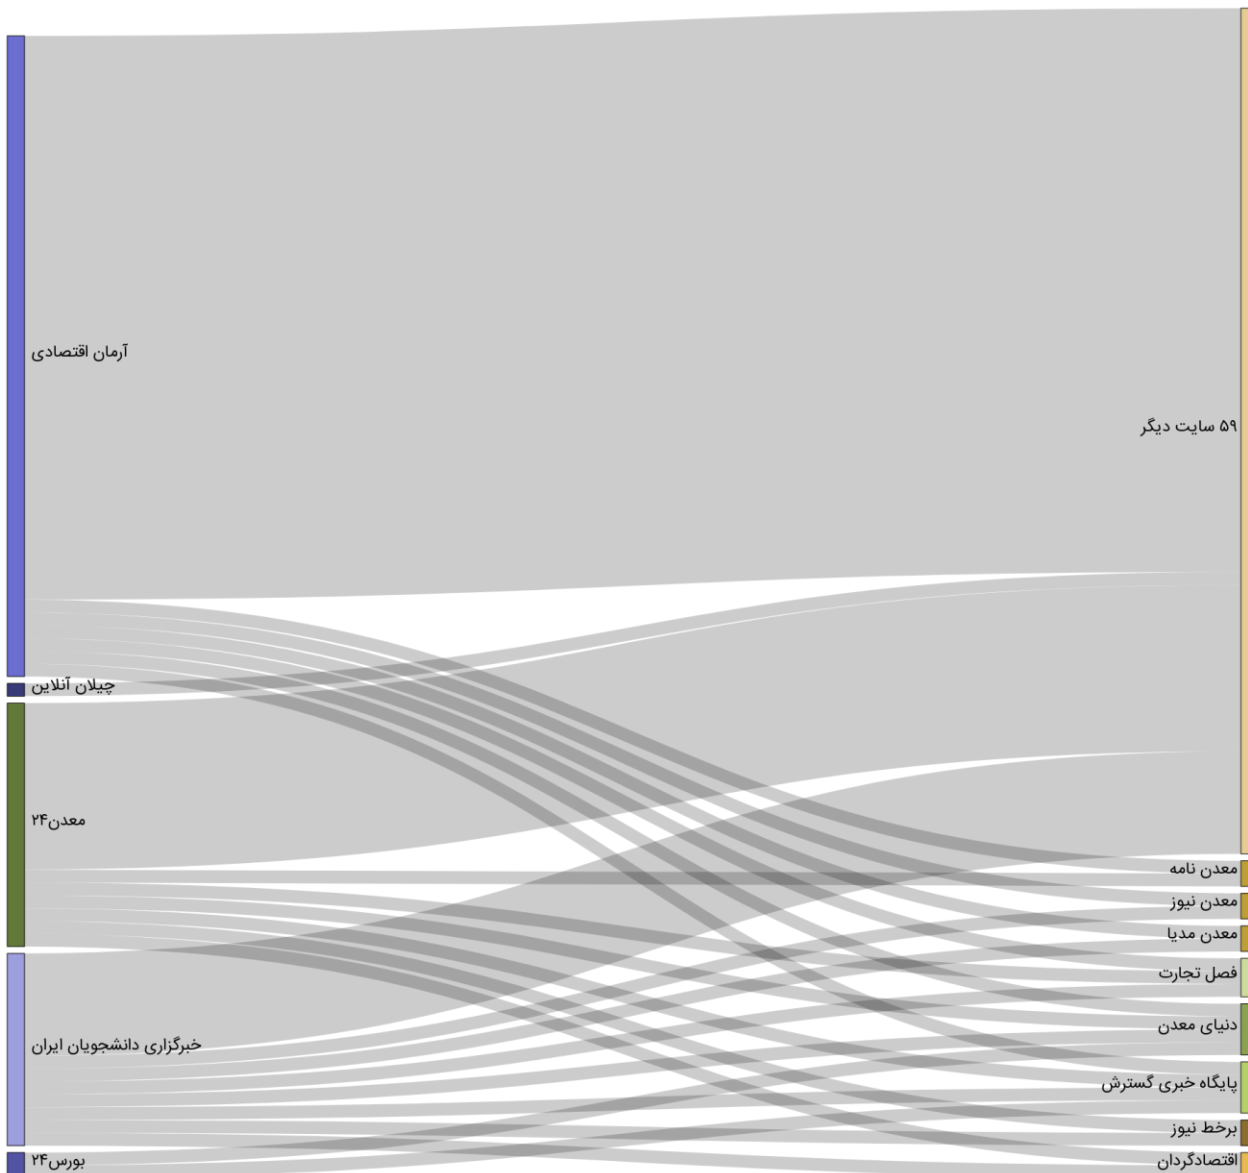 آرمان اقتصادی
۵۹ سایت دیگر
چیلان آنلاین
معدن۲۴
معدن نامه
معدن نیوز
معدن مدیا
فصل تجارت
دنیای معدن
خبرگزاری دانشجویان ایران
پایگاه خبری گسترش
برخط نیوز
بورس۲۴
اقتصادگردان